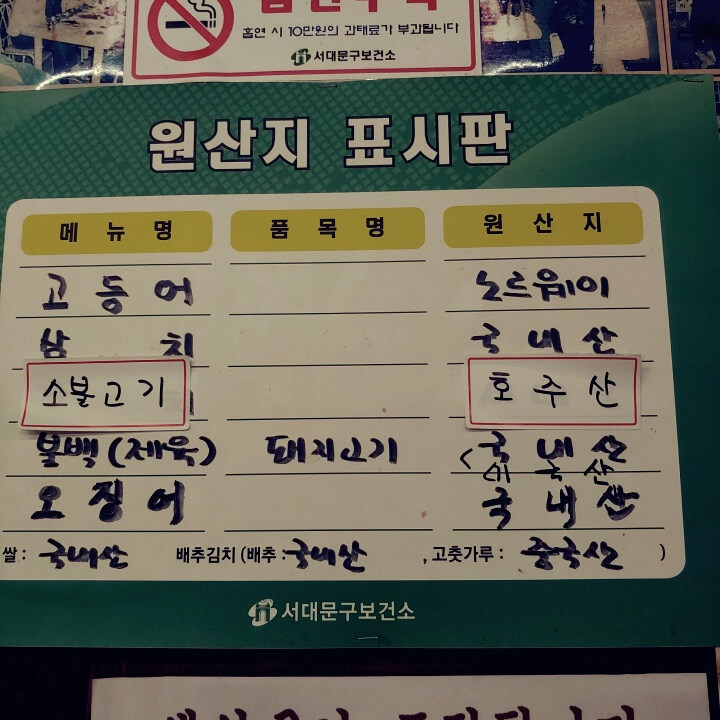 흡연 시 10만원의 과태료가 부과됩니다
서대문구보건소
원산지 표시판
메뉴명 품목명 원산지
고등어 노르웨이
삼치 국내산
소불고기 호주산
불백(제육) 돼지고기 국내산
<미국산
오징어 국내산
쌀 : 국내산 배추김치 (배추 : 국내산 , 고춧가루 : 중국산 )
서대문구보건소